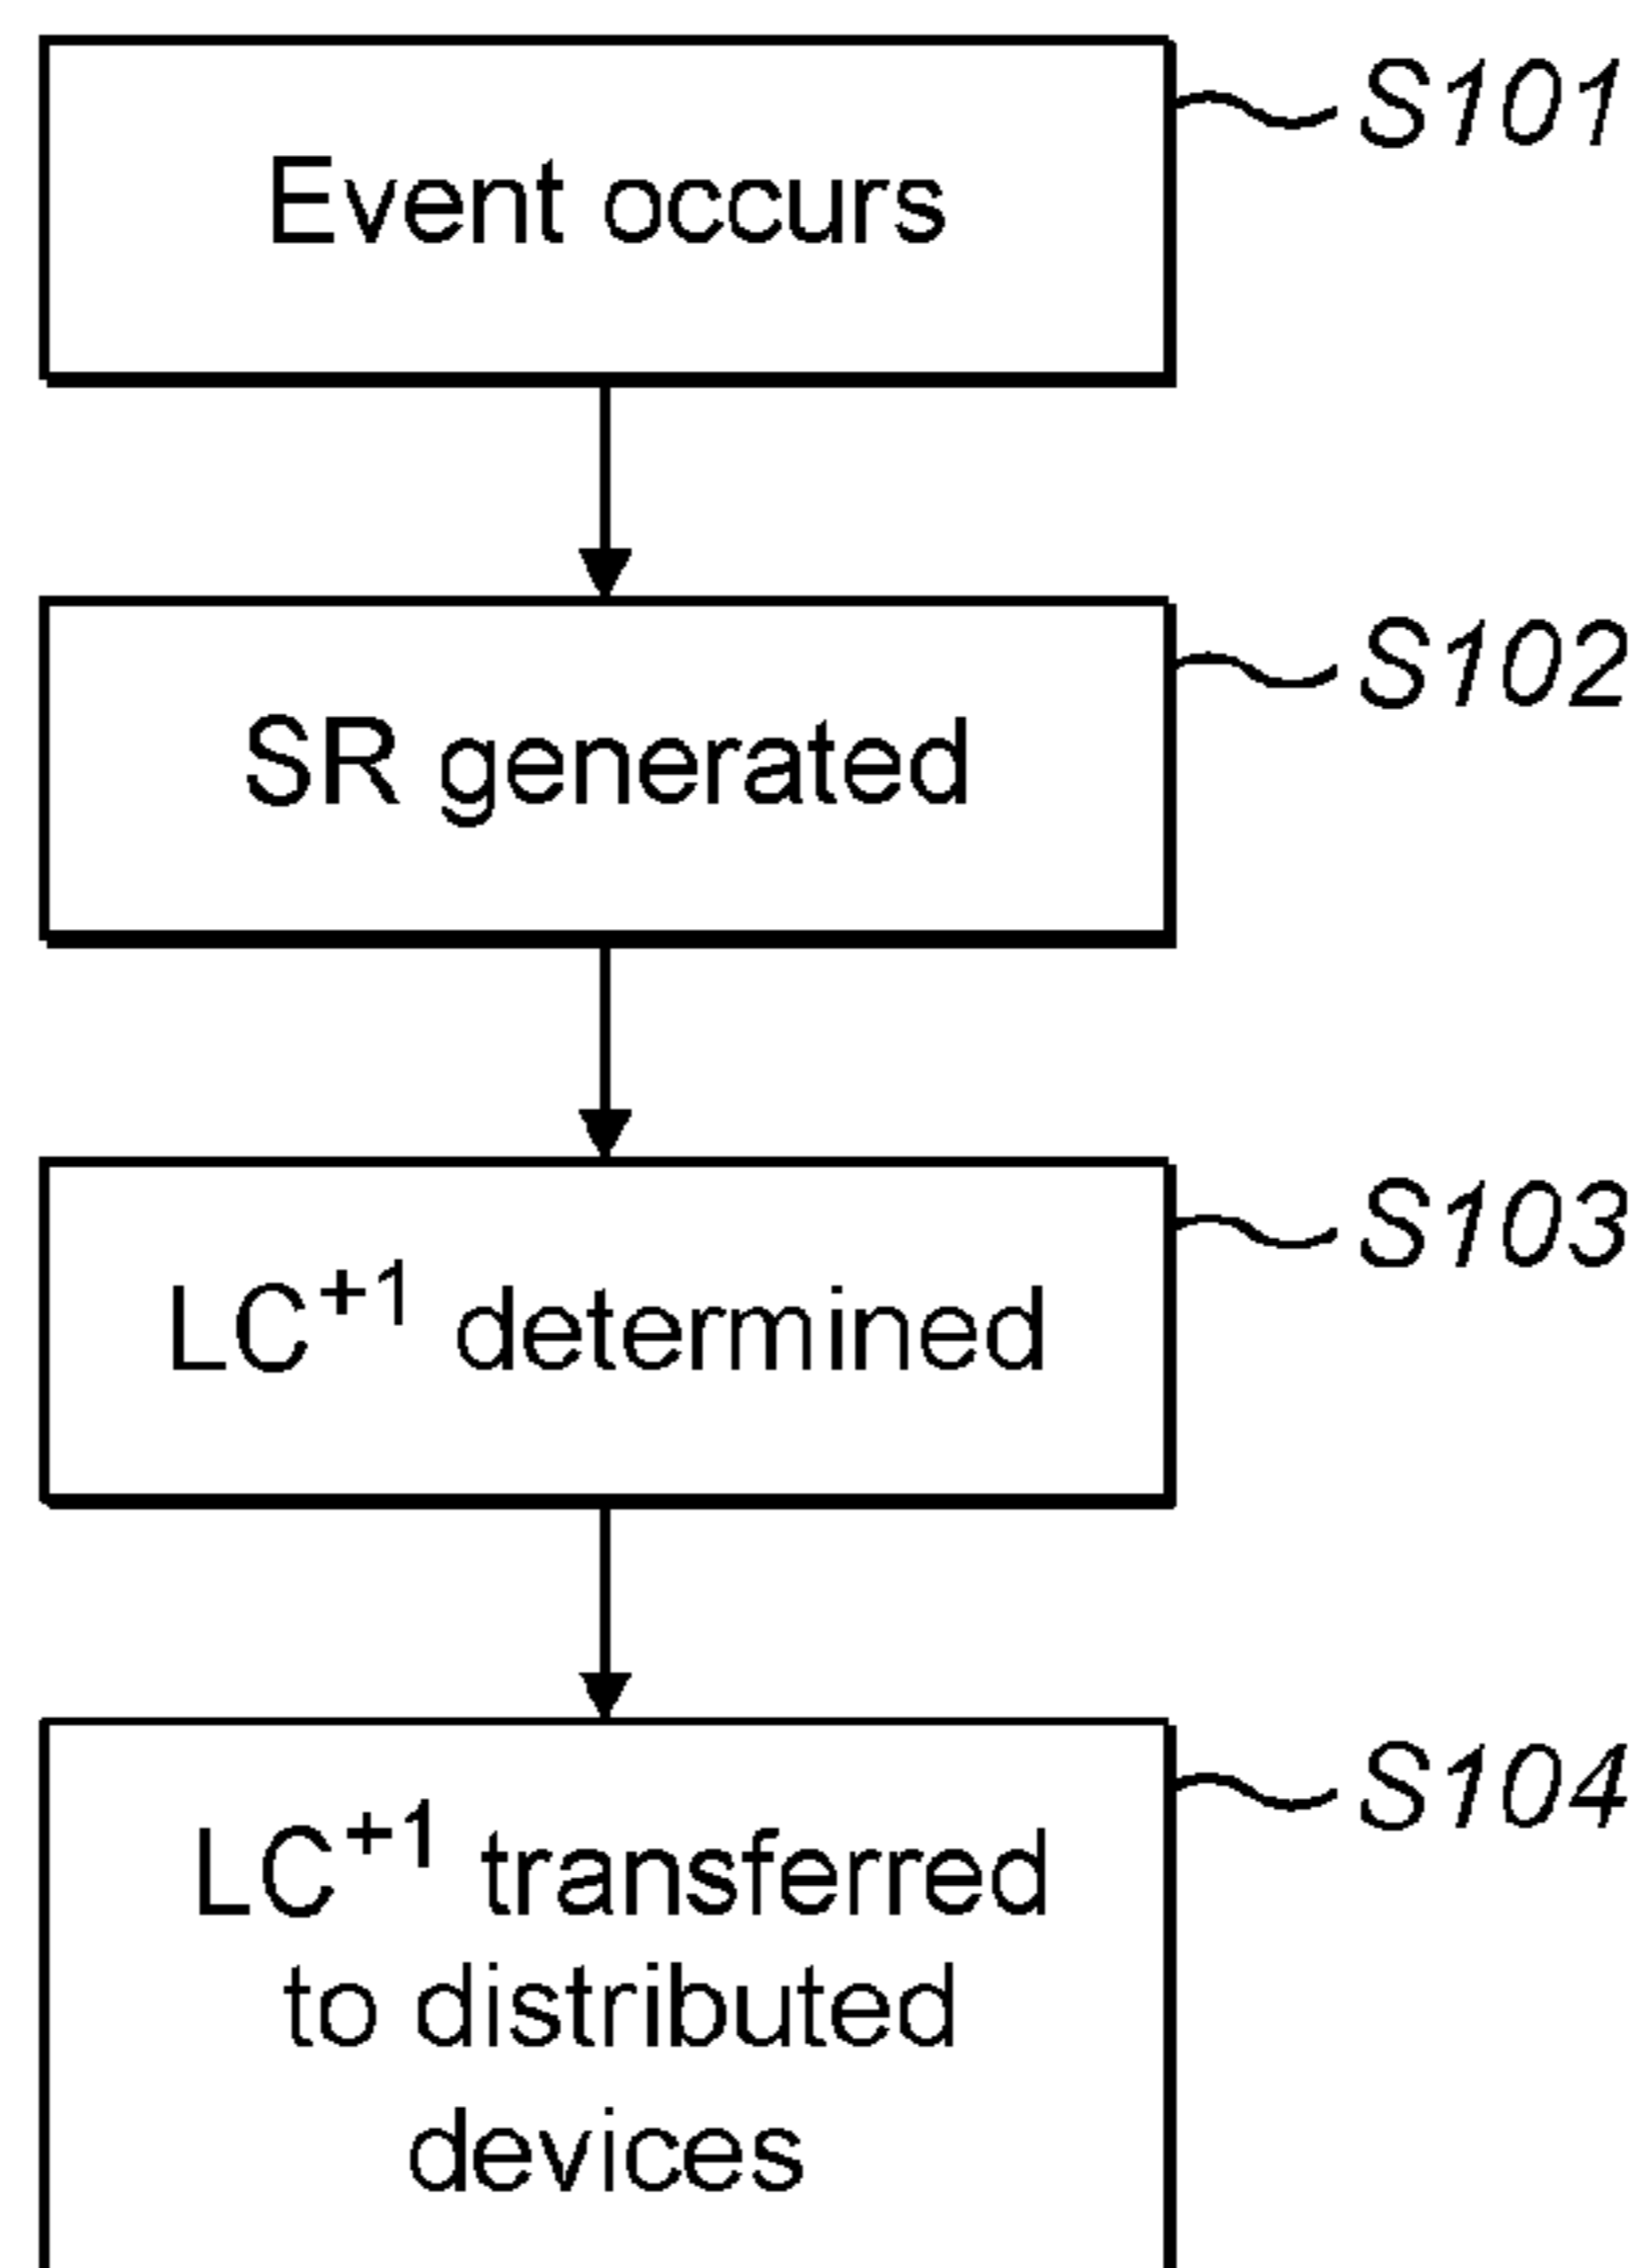 Event occurs
S101
SR generated
S102
LC⁺¹ determined
S103
LC⁺¹ transferred
to distributed
devices
S104